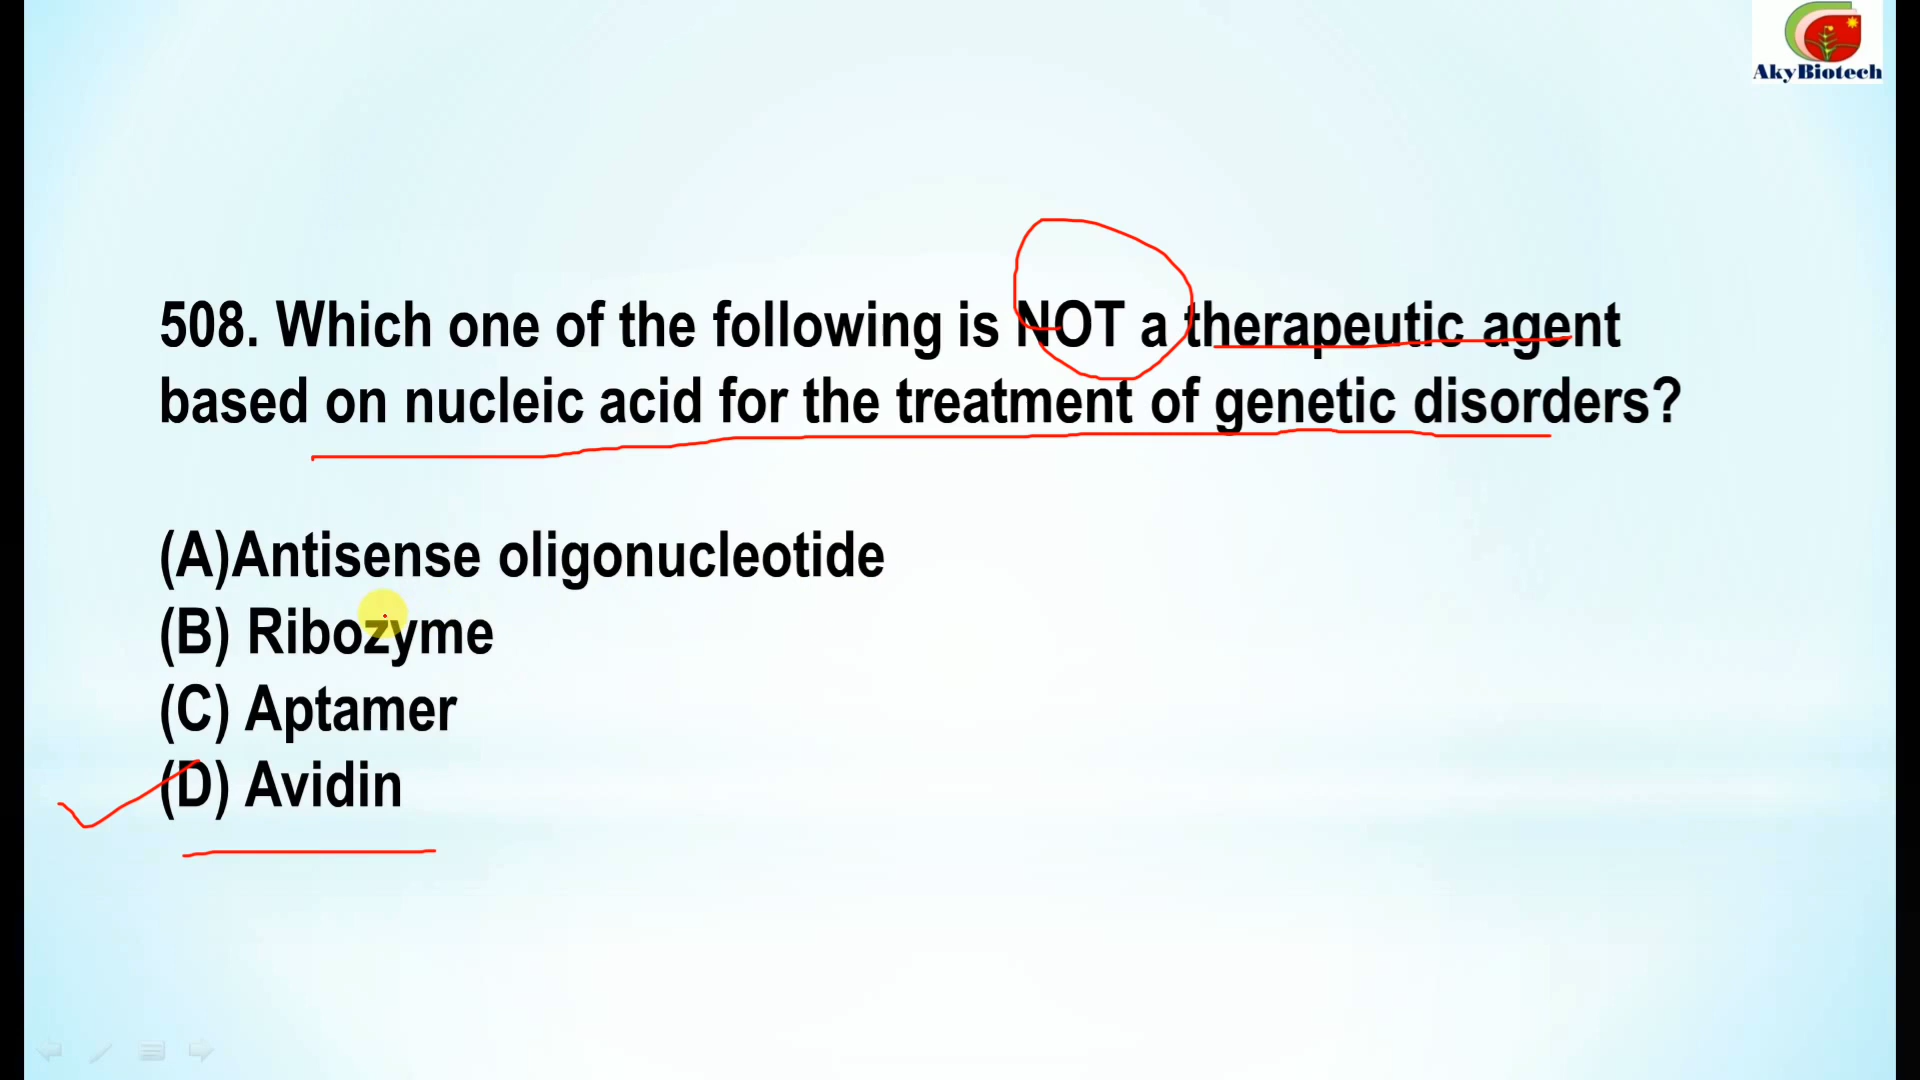 AkyBiotech
508. Which one of the following is NOT a therapeutic agent
based on nucleic acid for the treatment of genetic disorders?
(A)Antisense oligonucleotide
(B) Ribozyme
(C) Aptamer
(D) Avidin